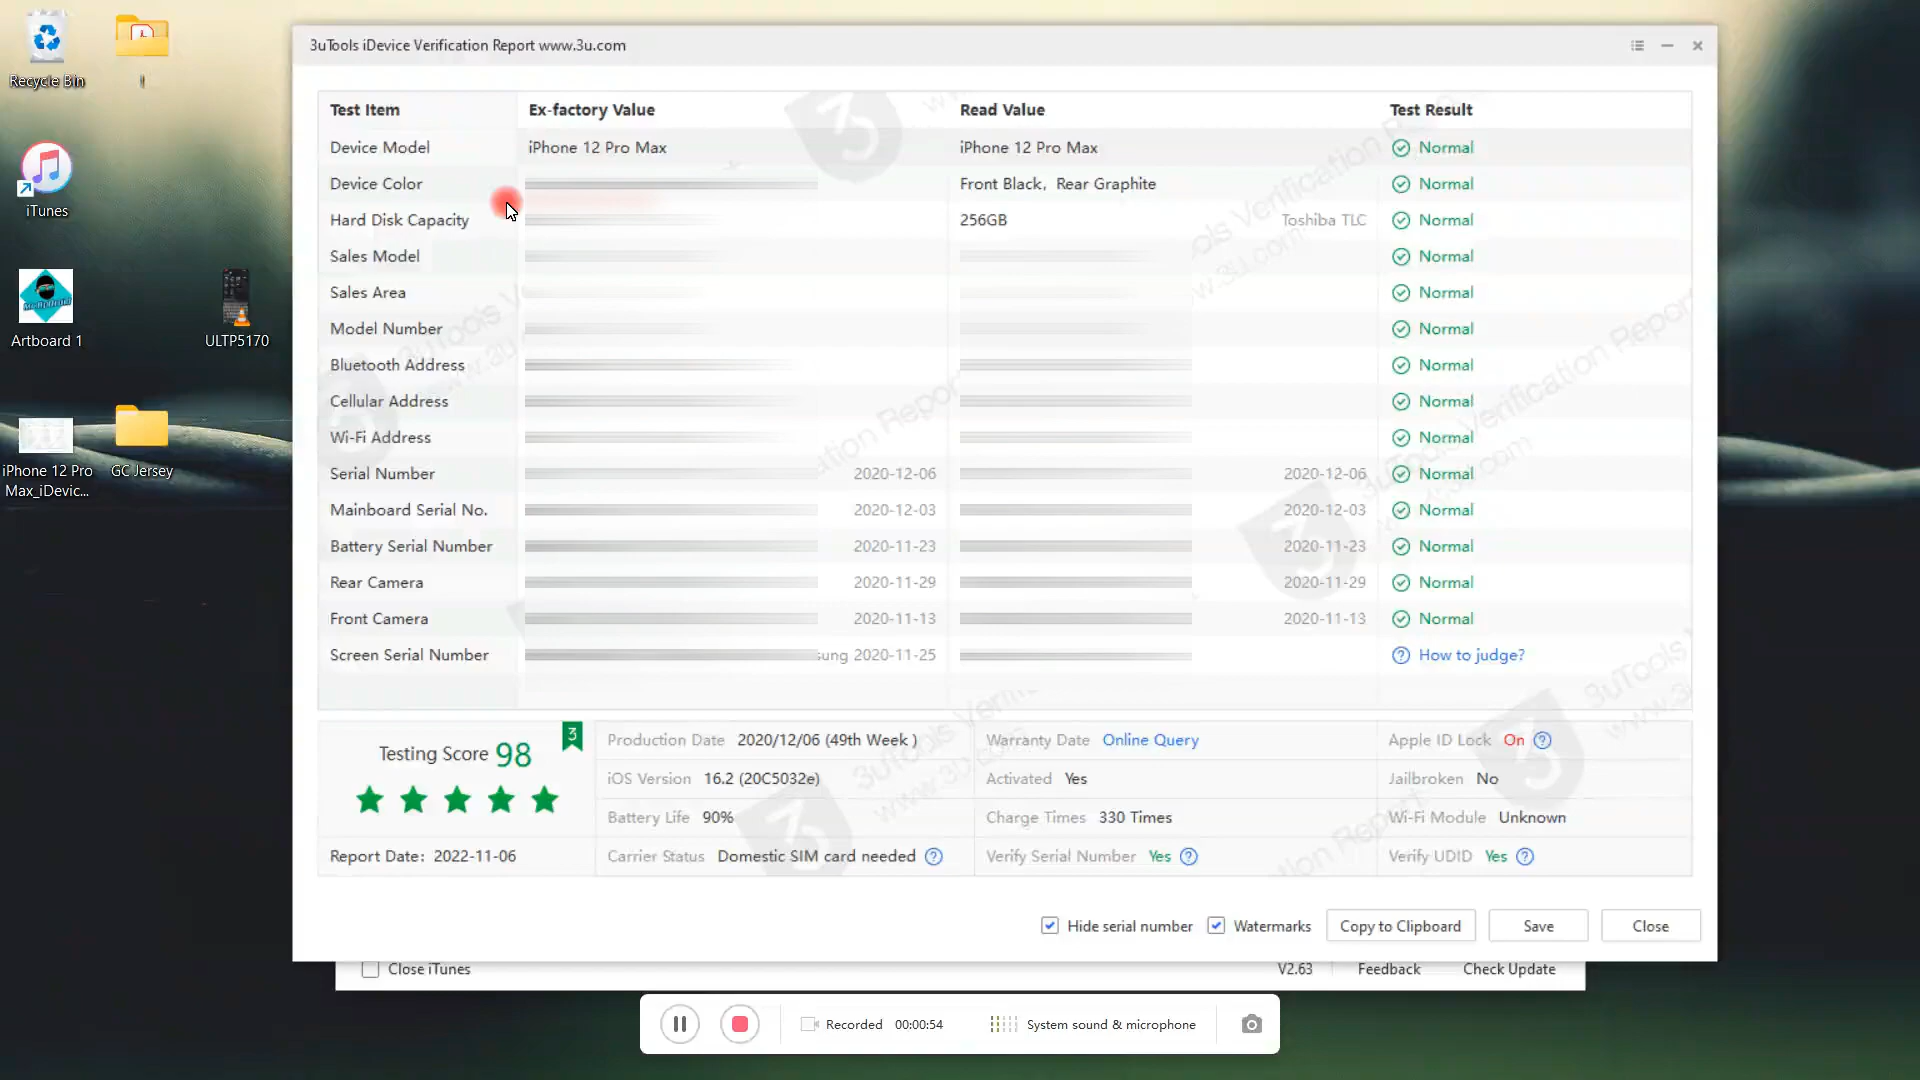 Recycle Bin
iTunes
Artboard 1
ULTP5170
iPhone 12 Pro
Max_iDevic...
GC Jersey
3uTools iDevice Verification Report www.3u.com
Test Item Ex-factory Value Read Value Test Result
Device Model iPhone 12 Pro Max iPhone 12 Pro Max Normal
Device Color Front Black, Rear Graphite Normal
Hard Disk Capacity 256GB Toshiba TLC Normal
Sales Model Normal
Sales Area Normal
Model Number Normal
Bluetooth Address Normal
Cellular Address Normal
Wi-Fi Address Normal
Serial Number 2020-12-06 2020-12-06 Normal
Mainboard Serial No. 2020-12-03 2020-12-03 Normal
Battery Serial Number 2020-11-23 2020-11-23 Normal
Rear Camera 2020-11-29 2020-11-29 Normal
Front Camera 2020-11-13 2020-11-13 Normal
Screen Serial Number sung 2020-11-25 How to judge?
Testing Score 98
Report Date: 2022-11-06
Production Date 2020/12/06 (49th Week ) Warranty Date Online Query Apple ID Lock On
iOS Version 16.2 (20C5032e) Activated Yes Jailbroken No
Battery Life 90% Charge Times 330 Times Wi-Fi Module Unknown
Carrier Status Domestic SIM card needed Verify Serial Number Yes Verify UDID Yes
Hide serial number Watermarks Copy to Clipboard Save Close
Close iTunes V2.63 Feedback Check Update
Recorded 00:00:54 System sound & microphone